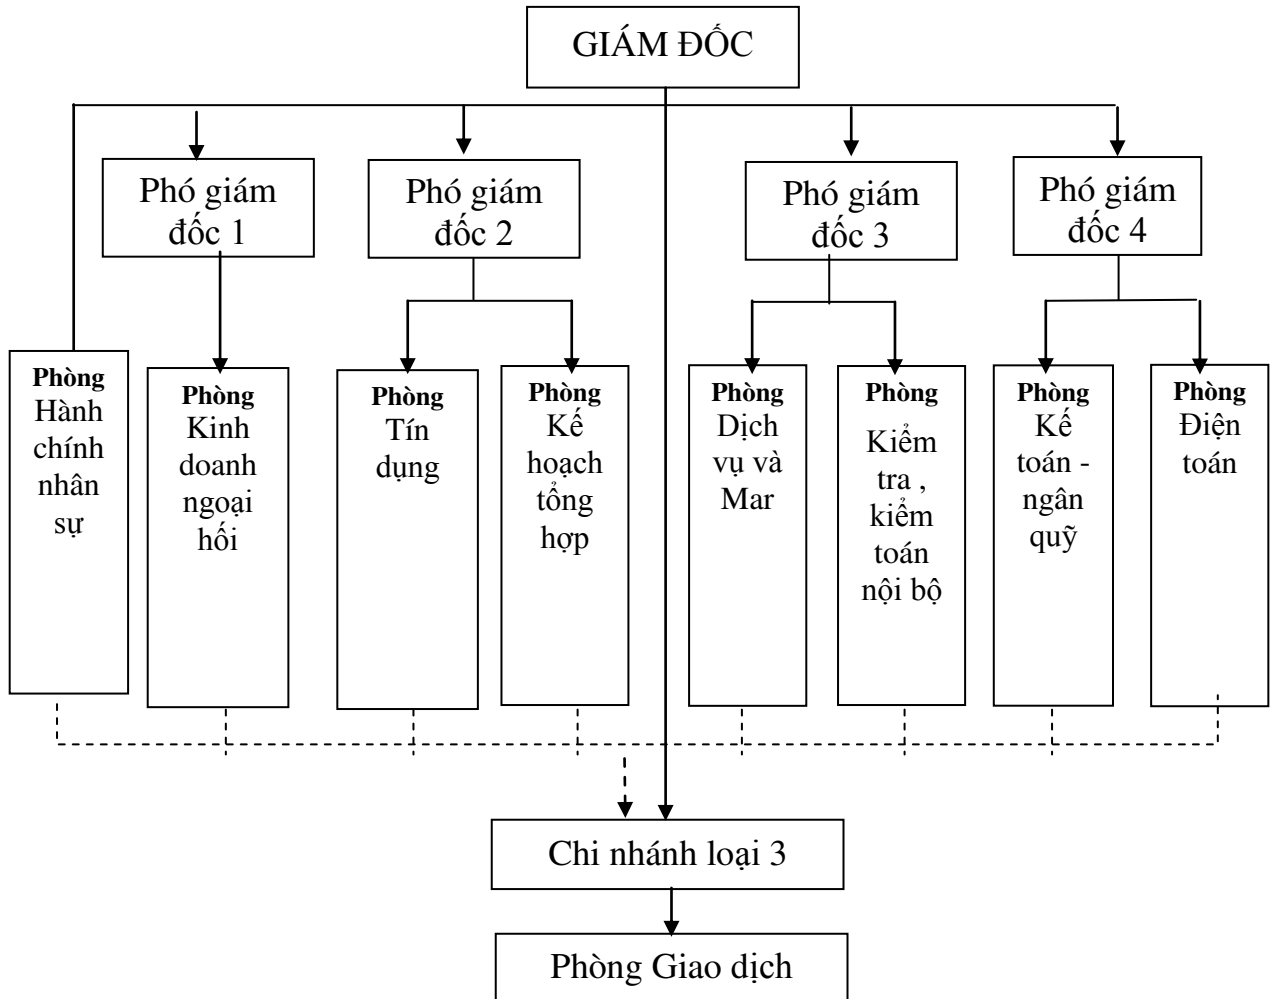 GIÁM ĐỐC
Phó giám
đốc 1
Phó giám
đốc 2
Phó giám
đốc 3
Phó giám
đốc 4
Phòng
Hành
chính
nhân
sự
Phòng
Kinh
doanh
ngoại
hối
Phòng
Tín
dụng
Phòng
Kế
hoạch
tổng
hợp
Phòng
Dịch
vụ và
Mar
Phòng
Kiểm
tra ,
kiểm
toán
nội bộ
Phòng
Kế
toán -
ngân
quỹ
Phòng
Điện
toán
Chi nhánh loại 3
Phòng Giao dịch